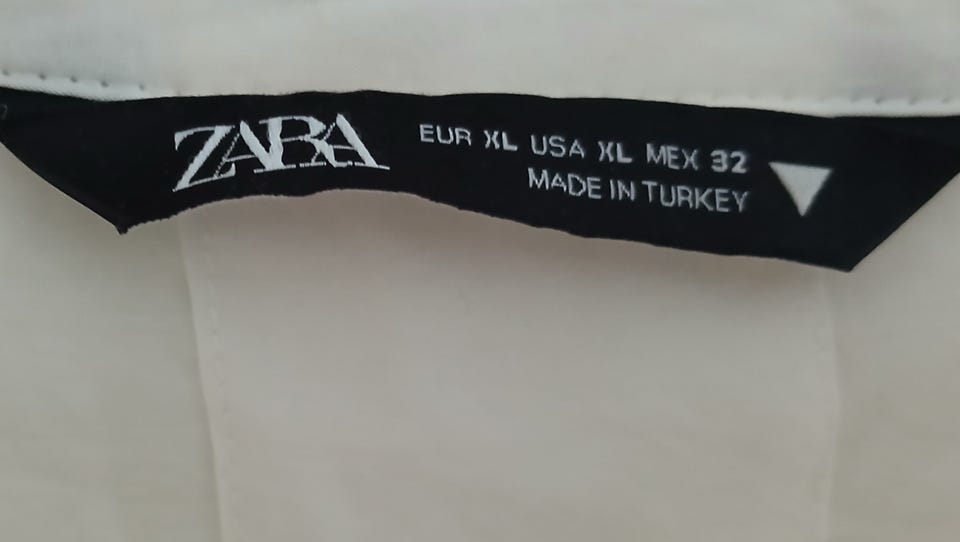 ZARA
EUR XL USA XL MEX 32
MADE IN TURKEY